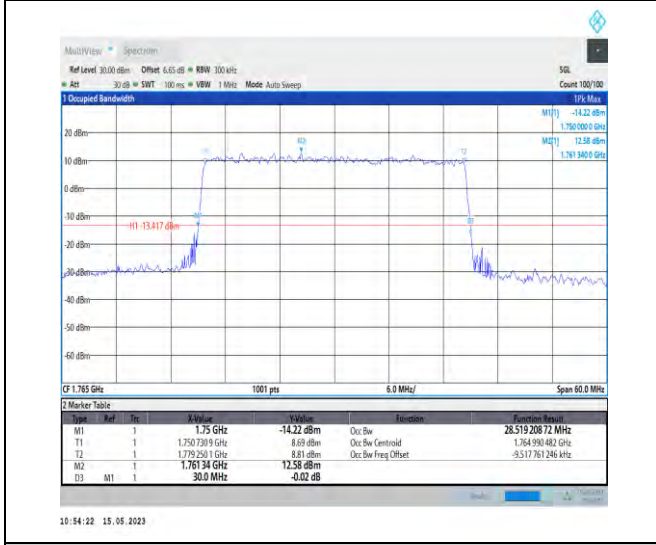 MultiView Spectrum
Ref Level 30.00 dBm Offset 6.65 dB RBW 300 kHz SGL
Att 30 dB SWT 100 ms VBW 1 MHz Mode Auto Sweep Count 100/100
1 Occupied Bandwidth 1Pk Max
M1[1] -14.22 dBm
1.750 000 0 GHz
M2[1] 12.58 dBm
1.761 340 0 GHz
20 dBm
T1 M2 T2
10 dBm
0 dBm
-10 dBm
M1 D3
H1 -13.417 dBm
-20 dBm
-30 dBm
-40 dBm
-50 dBm
-60 dBm
CF 1.765 GHz 1001 pts 6.0 MHz/ Span 60.0 MHz
2 Marker Table
Type Ref Trc X-Value Y-Value Function Function Result
M1 1 1.75 GHz -14.22 dBm Occ Bw 28.519 208 72 MHz
T1 1 1.750 730 9 GHz 8.69 dBm Occ Bw Centroid 1.764 990 482 GHz
T2 1 1.779 250 1 GHz 8.81 dBm Occ Bw Freq Offset -9.517 761 246 kHz
M2 1 1.761 34 GHz 12.58 dBm
D3 M1 1 30.0 MHz -0.02 dB
Ready
10:54:22 15.05.2023